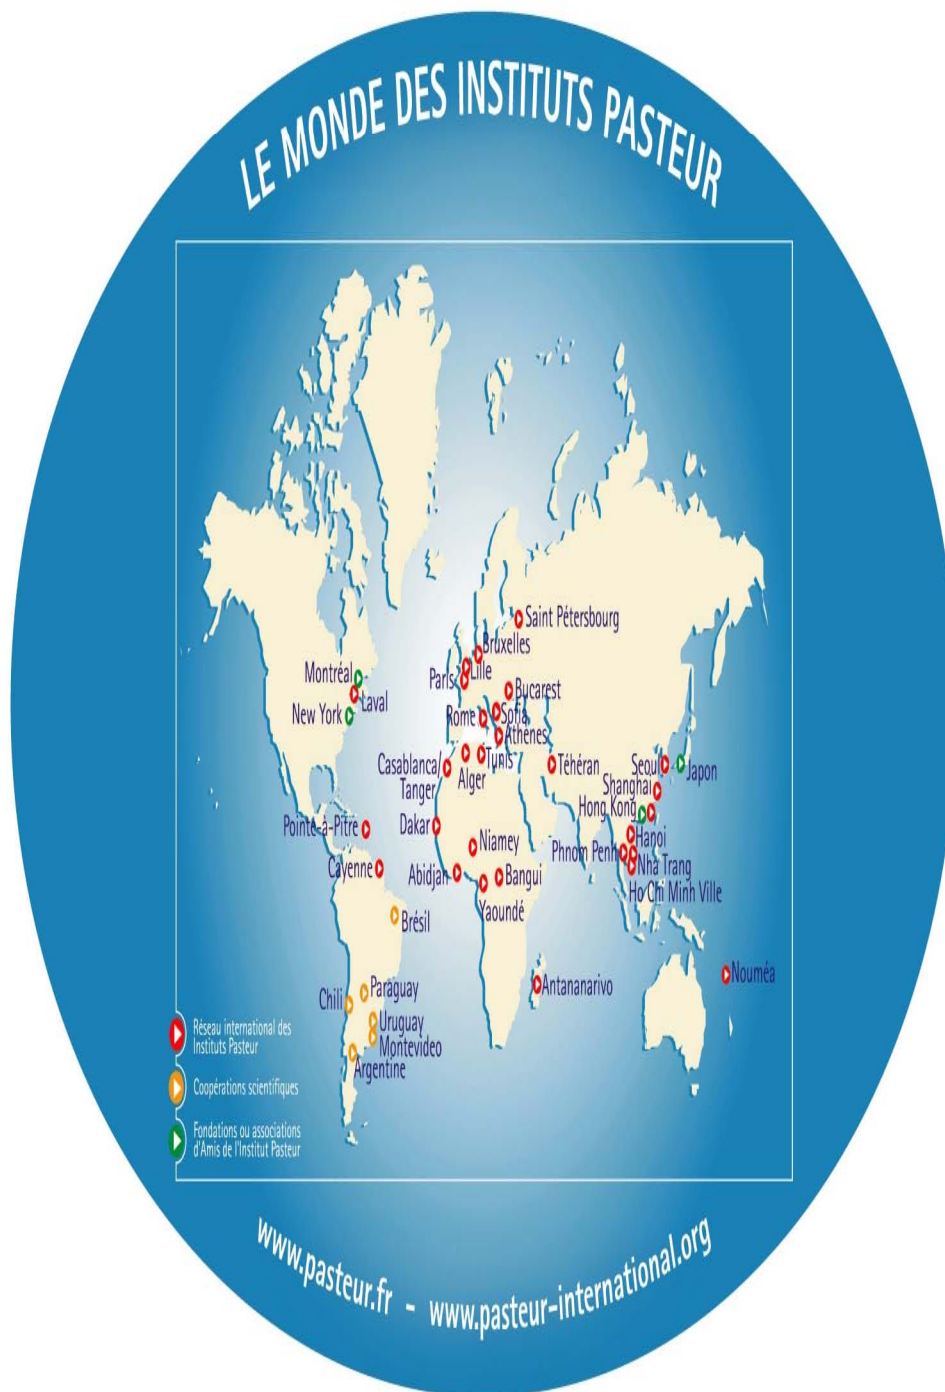 LE MONDE DES INSTITUTS PASTEUR
Saint Pétersbourg
Bruxelles
Lille
Paris
Montréal
Laval
New York
Bucarest
Rome
Sofia
Athènes
Casablanca/
Tanger
Alger
Tunis
Téhéran
Seoul
Japon
Shanghai
Hong Kong
Pointe-à-Pitre
Dakar
Niamey
Hanoi
Phnom Penh
Nha Trang
Ho Chi Minh Ville
Cayenne
Abidjan
Bangui
Yaoundé
Brésil
Nouméa
Antananarivo
Paraguay
Chili
Uruguay
Montevideo
Argentine
Réseau international des
Instituts Pasteur
Coopérations scientifiques
Fondations ou associations
d'Amis de l'Institut Pasteur
www.pasteur.fr – www.pasteur-international.org